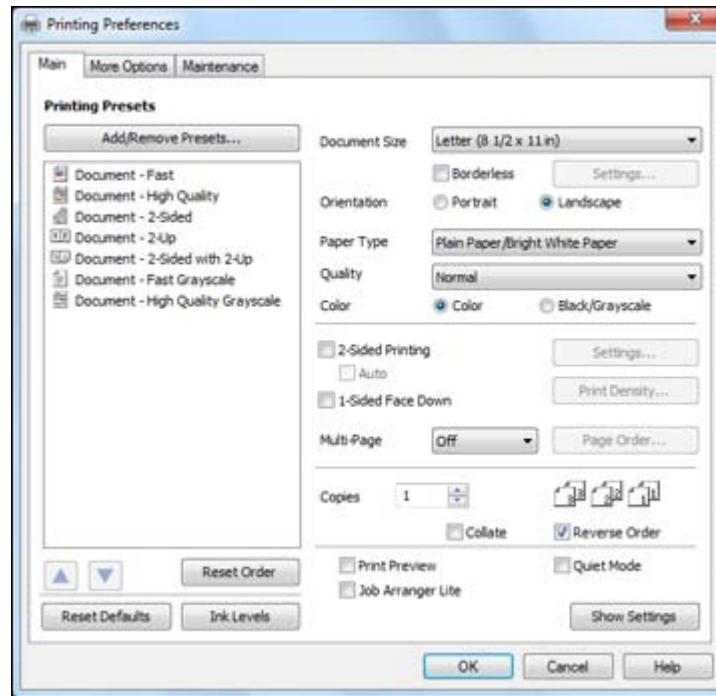 Printing Preferences
Main More Options Maintenance
Printing Presets
Add/Remove Presets...
Document - Fast
Document - High Quality
Document - 2-Sided
Document - 2-Up
Document - 2-Sided with 2-Up
Document - Fast Grayscale
Document - High Quality Grayscale
Reset Order
Reset Defaults Ink Levels
Document Size Letter (8 1/2 x 11 in)
Borderless Settings...
Orientation Portrait Landscape
Paper Type Plain Paper/Bright White Paper
Quality Normal
Color Color Black/Grayscale
2-Sided Printing Settings...
Auto
Print Density...
1-Sided Face Down
Multi-Page Off Page Order...
Copies 1
Collate Reverse Order
Print Preview Quiet Mode
Job Arranger Lite
Show Settings
OK Cancel Help